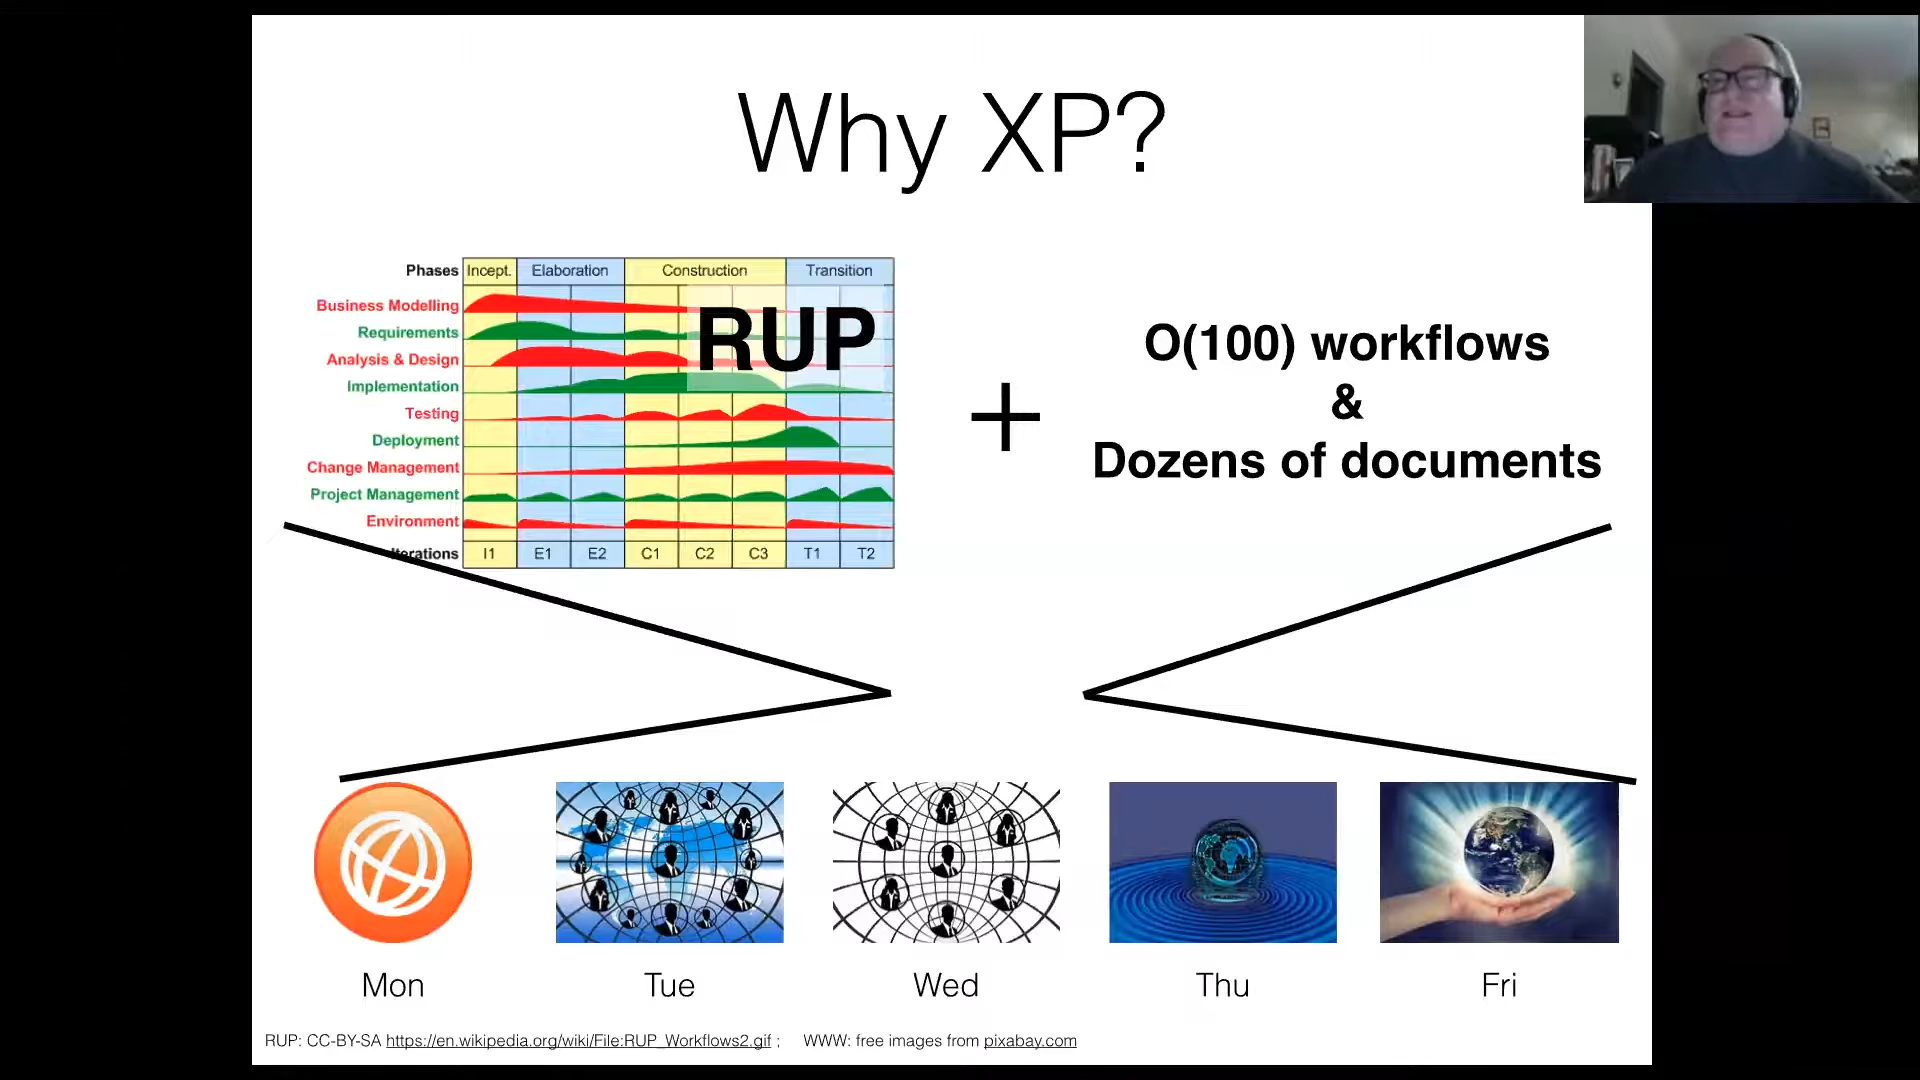 Why XP?
Phases Incept. Elaboration Construction Transition
Business Modelling
Requirements
RUP
Analysis & Design
Implementation
Testing
Deployment
Change Management
Project Management
Environment
Iterations I1 E1 E2 C1 C2 C3 T1 T2
+
O(100) workflows
&
Dozens of documents
Mon Tue Wed Thu Fri
RUP: CC-BY-SA https://en.wikipedia.org/wiki/File:RUP_Workflows2.gif ; WWW: free images from pixabay.com